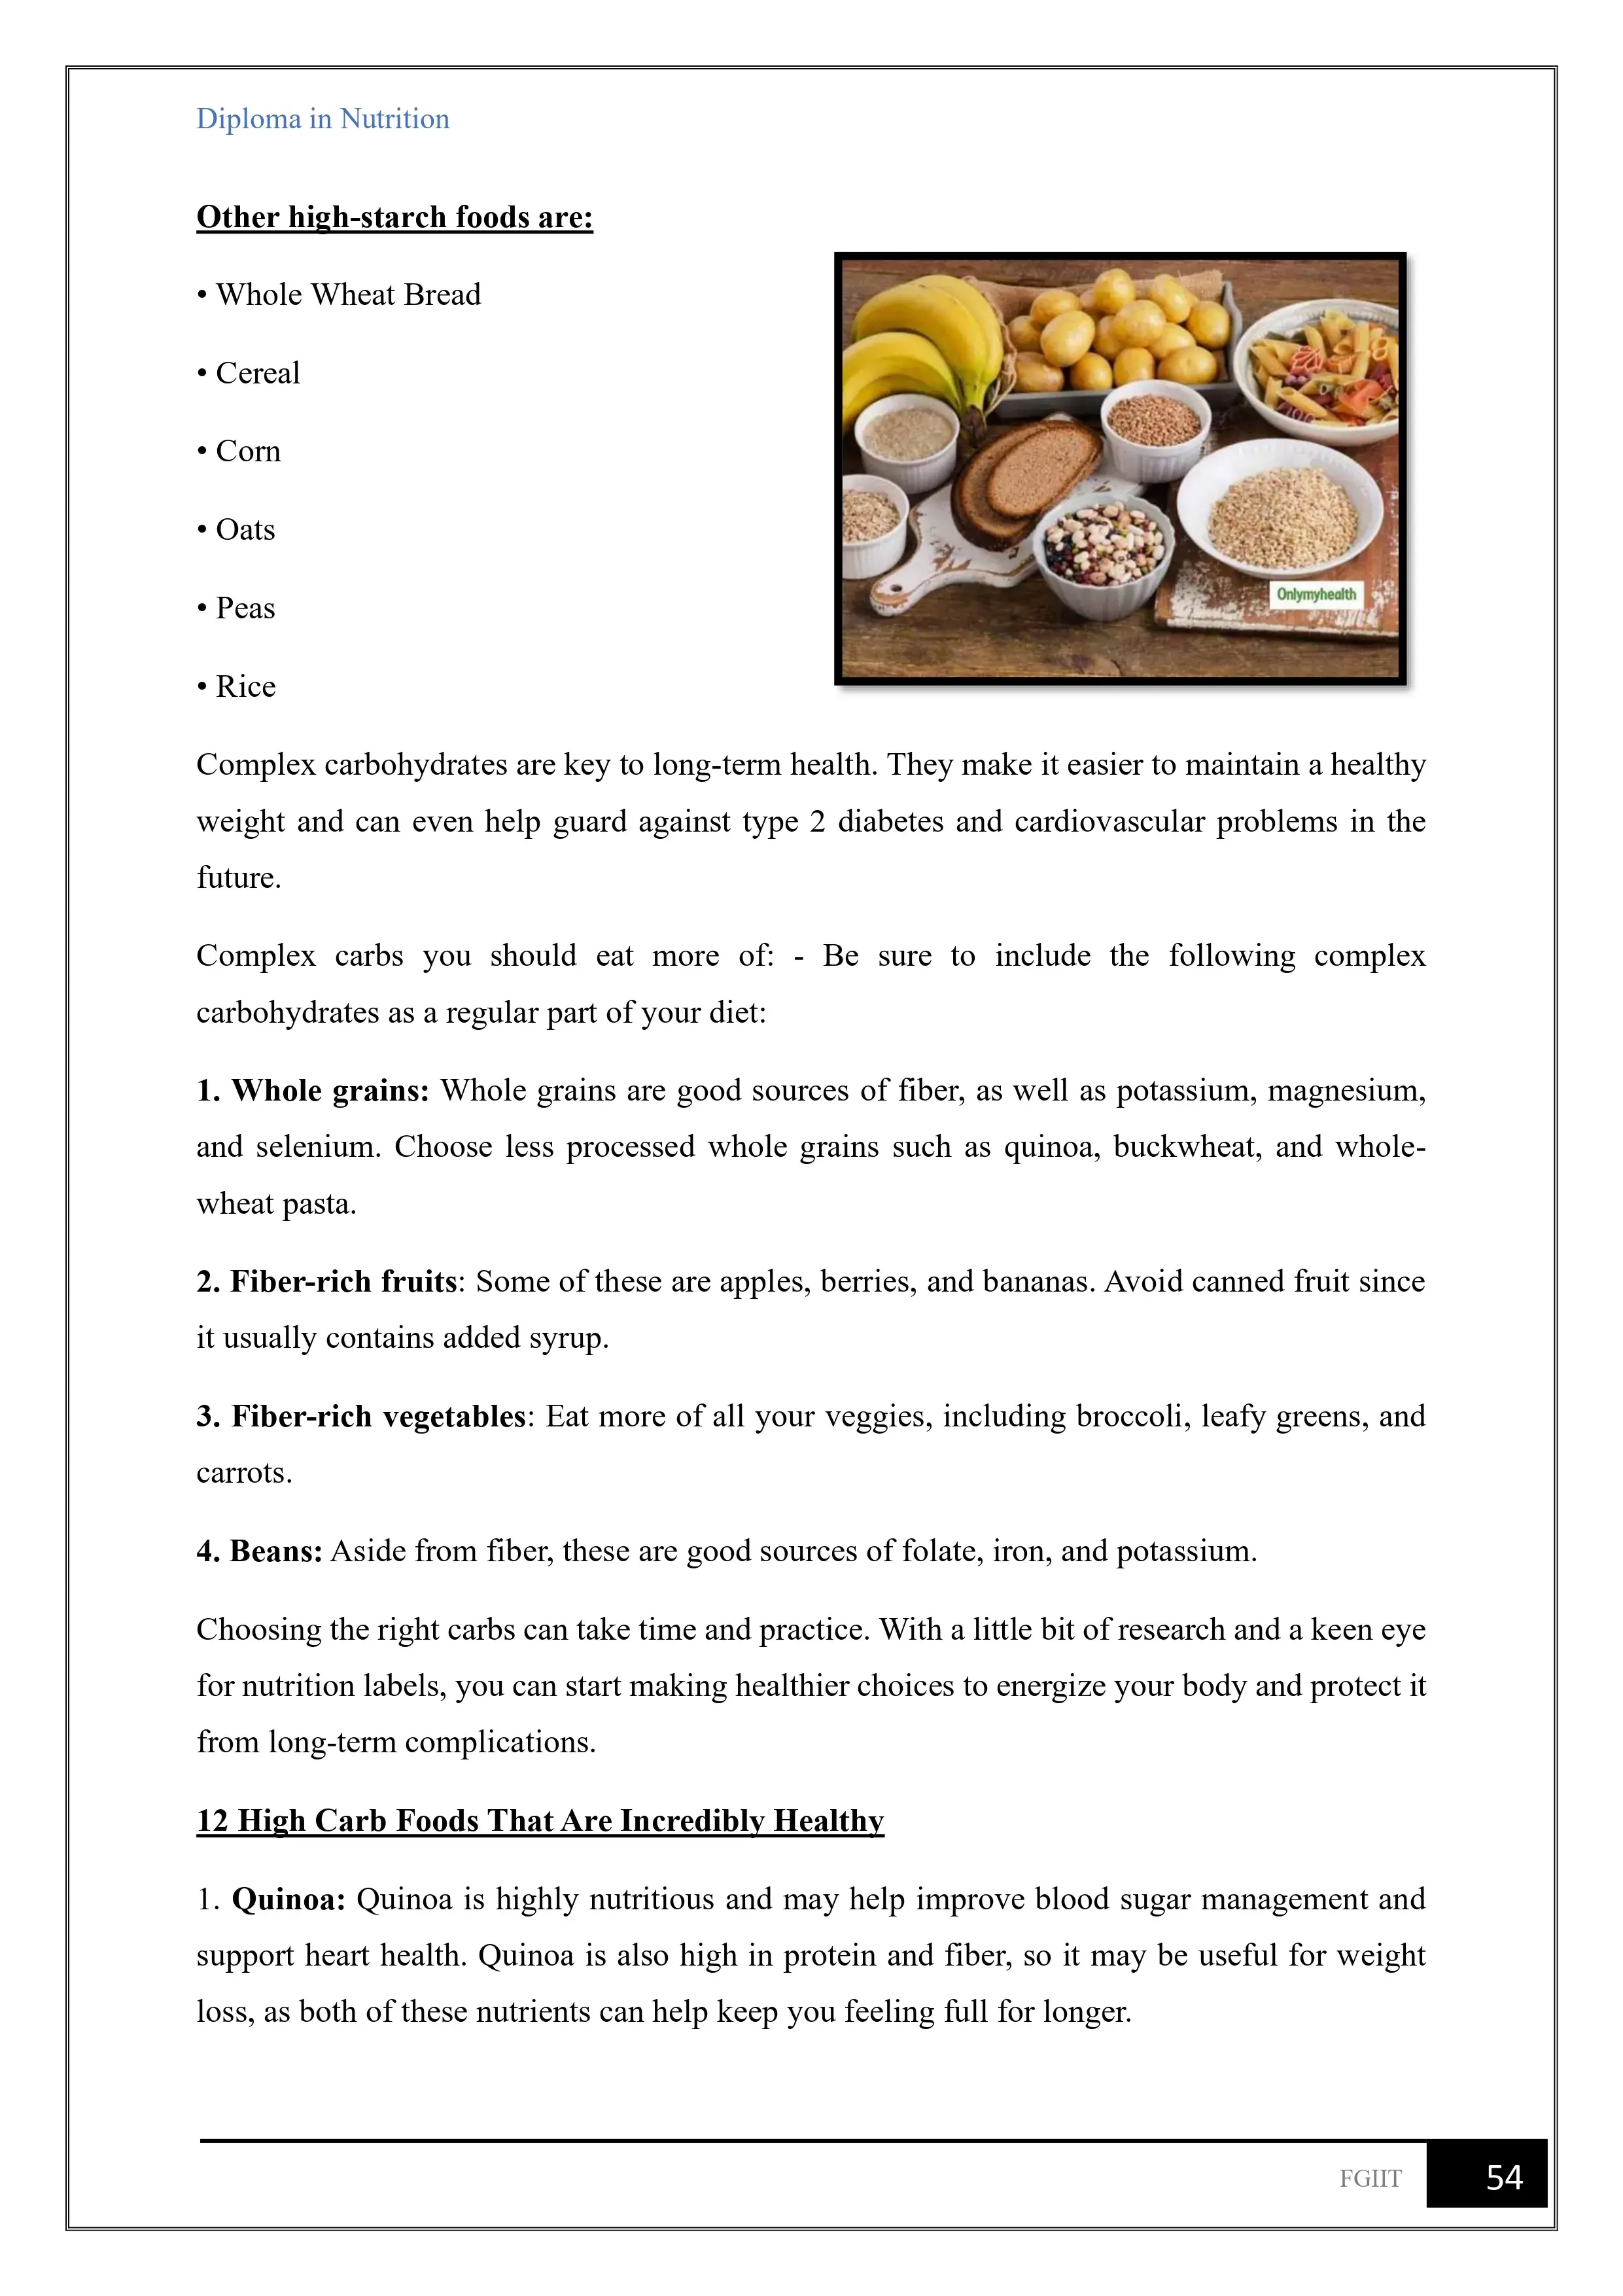 Diploma in Nutrition
Other high-starch foods are:
• Whole Wheat Bread
• Cereal
• Corn
• Oats
• Peas
• Rice
Onlymyhealth
Complex carbohydrates are key to long-term health. They make it easier to maintain a healthy
weight and can even help guard against type 2 diabetes and cardiovascular problems in the
future.
Complex carbs you should eat more of: - Be sure to include the following complex
carbohydrates as a regular part of your diet:
1. Whole grains: Whole grains are good sources of fiber, as well as potassium, magnesium,
and selenium. Choose less processed whole grains such as quinoa, buckwheat, and whole-
wheat pasta.
2. Fiber-rich fruits: Some of these are apples, berries, and bananas. Avoid canned fruit since
it usually contains added syrup.
3. Fiber-rich vegetables: Eat more of all your veggies, including broccoli, leafy greens, and
carrots.
4. Beans: Aside from fiber, these are good sources of folate, iron, and potassium.
Choosing the right carbs can take time and practice. With a little bit of research and a keen eye
for nutrition labels, you can start making healthier choices to energize your body and protect it
from long-term complications.
12 High Carb Foods That Are Incredibly Healthy
1. Quinoa: Quinoa is highly nutritious and may help improve blood sugar management and
support heart health. Quinoa is also high in protein and fiber, so it may be useful for weight
loss, as both of these nutrients can help keep you feeling full for longer.
FGIIT 54